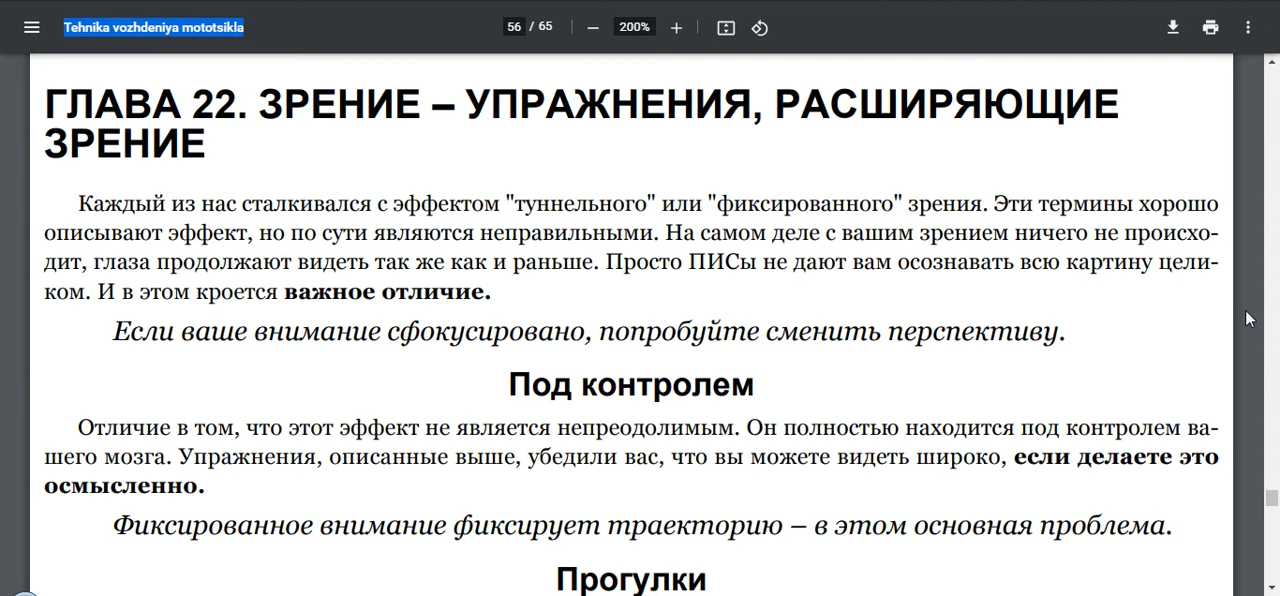 Tehnika vozhdeniya mototsikla
56 / 65
200%
ГЛАВА 22. ЗРЕНИЕ – УПРАЖНЕНИЯ, РАСШИРЯЮЩИЕ
ЗРЕНИЕ
Каждый из нас сталкивался с эффектом "туннельного" или "фиксированного" зрения. Эти термины хорошо
описывают эффект, но по сути являются неправильными. На самом деле с вашим зрением ничего не происхо-
дит, глаза продолжают видеть так же как и раньше. Просто ПИСы не дают вам осознавать всю картину цели-
ком. И в этом кроется важное отличие.
Если ваше внимание сфокусировано, попробуйте сменить перспективу.
Под контролем
Отличие в том, что этот эффект не является непреодолимым. Он полностью находится под контролем ва-
шего мозга. Упражнения, описанные выше, убедили вас, что вы можете видеть широко, если делаете это
осмысленно.
Фиксированное внимание фиксирует траекторию – в этом основная проблема.
Прогулки